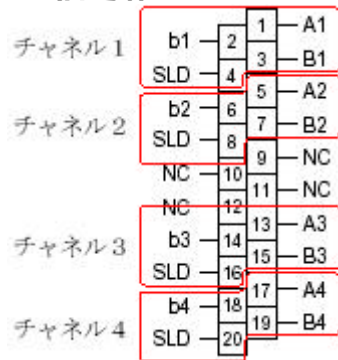 1 A1
チャネル1 b1 2
3 B1
SLD 4
5 A2
b2 6
チャネル2 7 B2
SLD 8
9 NC
NC 10
11 NC
NC 12
13 A3
チャネル3 b3 14
15 B3
SLD 16
17 A4
b4 18
チャネル4 19 B4
SLD 20